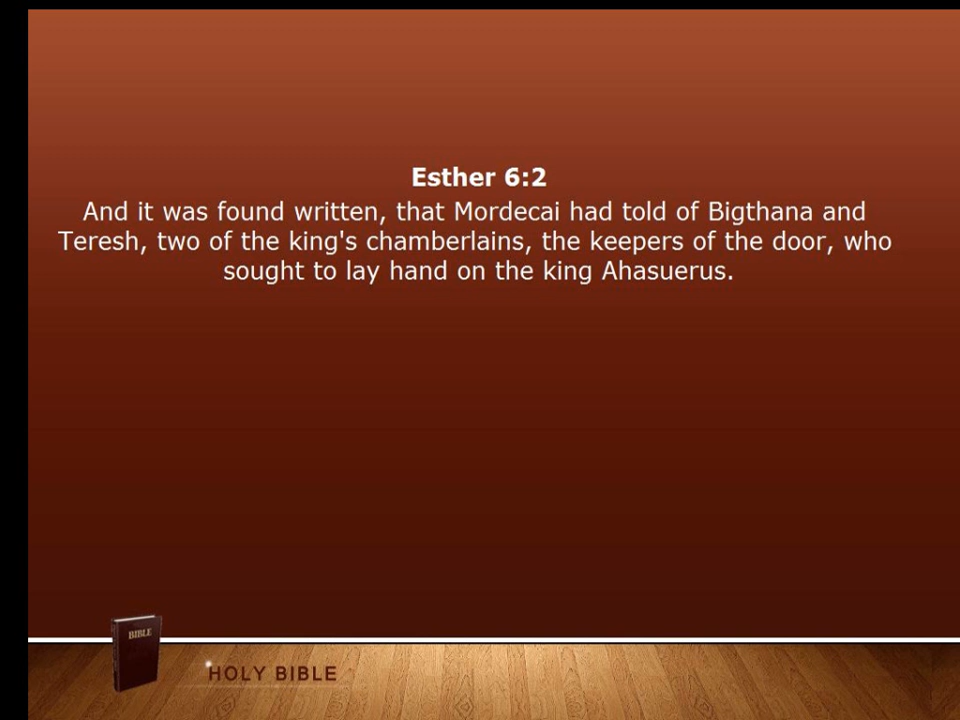 Esther 6:2
And it was found written, that Mordecai had told of Bigthana and
Teresh, two of the king's chamberlains, the keepers of the door, who
sought to lay hand on the king Ahasuerus.
BIBLE
HOLY BIBLE